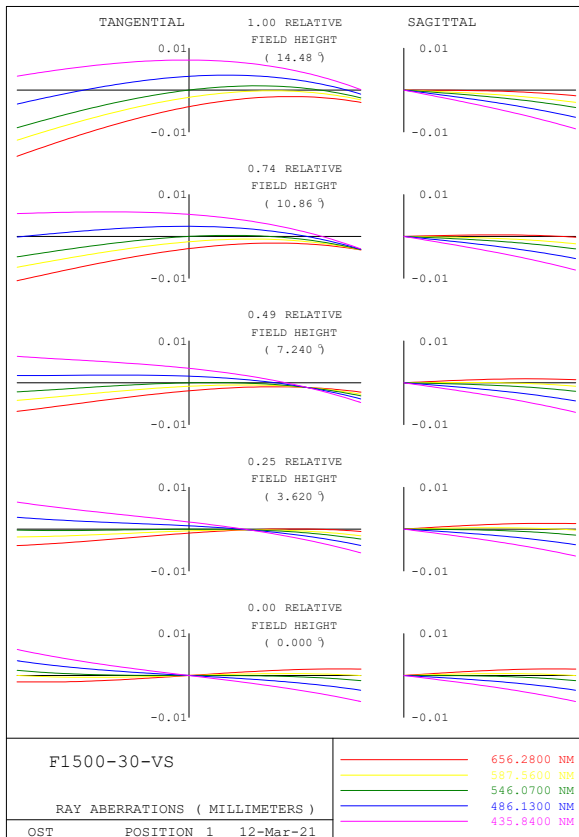 TANGENTIAL 1.00 RELATIVE SAGITTAL
FIELD HEIGHT
( 14.48 º)
0.01 0.01
-0.01 -0.01
0.74 RELATIVE
FIELD HEIGHT
( 10.86 º)
0.01 0.01
-0.01 -0.01
0.49 RELATIVE
FIELD HEIGHT
( 7.240 º)
0.01 0.01
-0.01 -0.01
0.25 RELATIVE
FIELD HEIGHT
( 3.620 º)
0.01 0.01
-0.01 -0.01
0.00 RELATIVE
FIELD HEIGHT
( 0.000 º)
0.01 0.01
-0.01 -0.01
F1500-30-VS
RAY ABERRATIONS ( MILLIMETERS )
OST POSITION 1 12-Mar-21
656.2800 NM
587.5600 NM
546.0700 NM
486.1300 NM
435.8400 NM